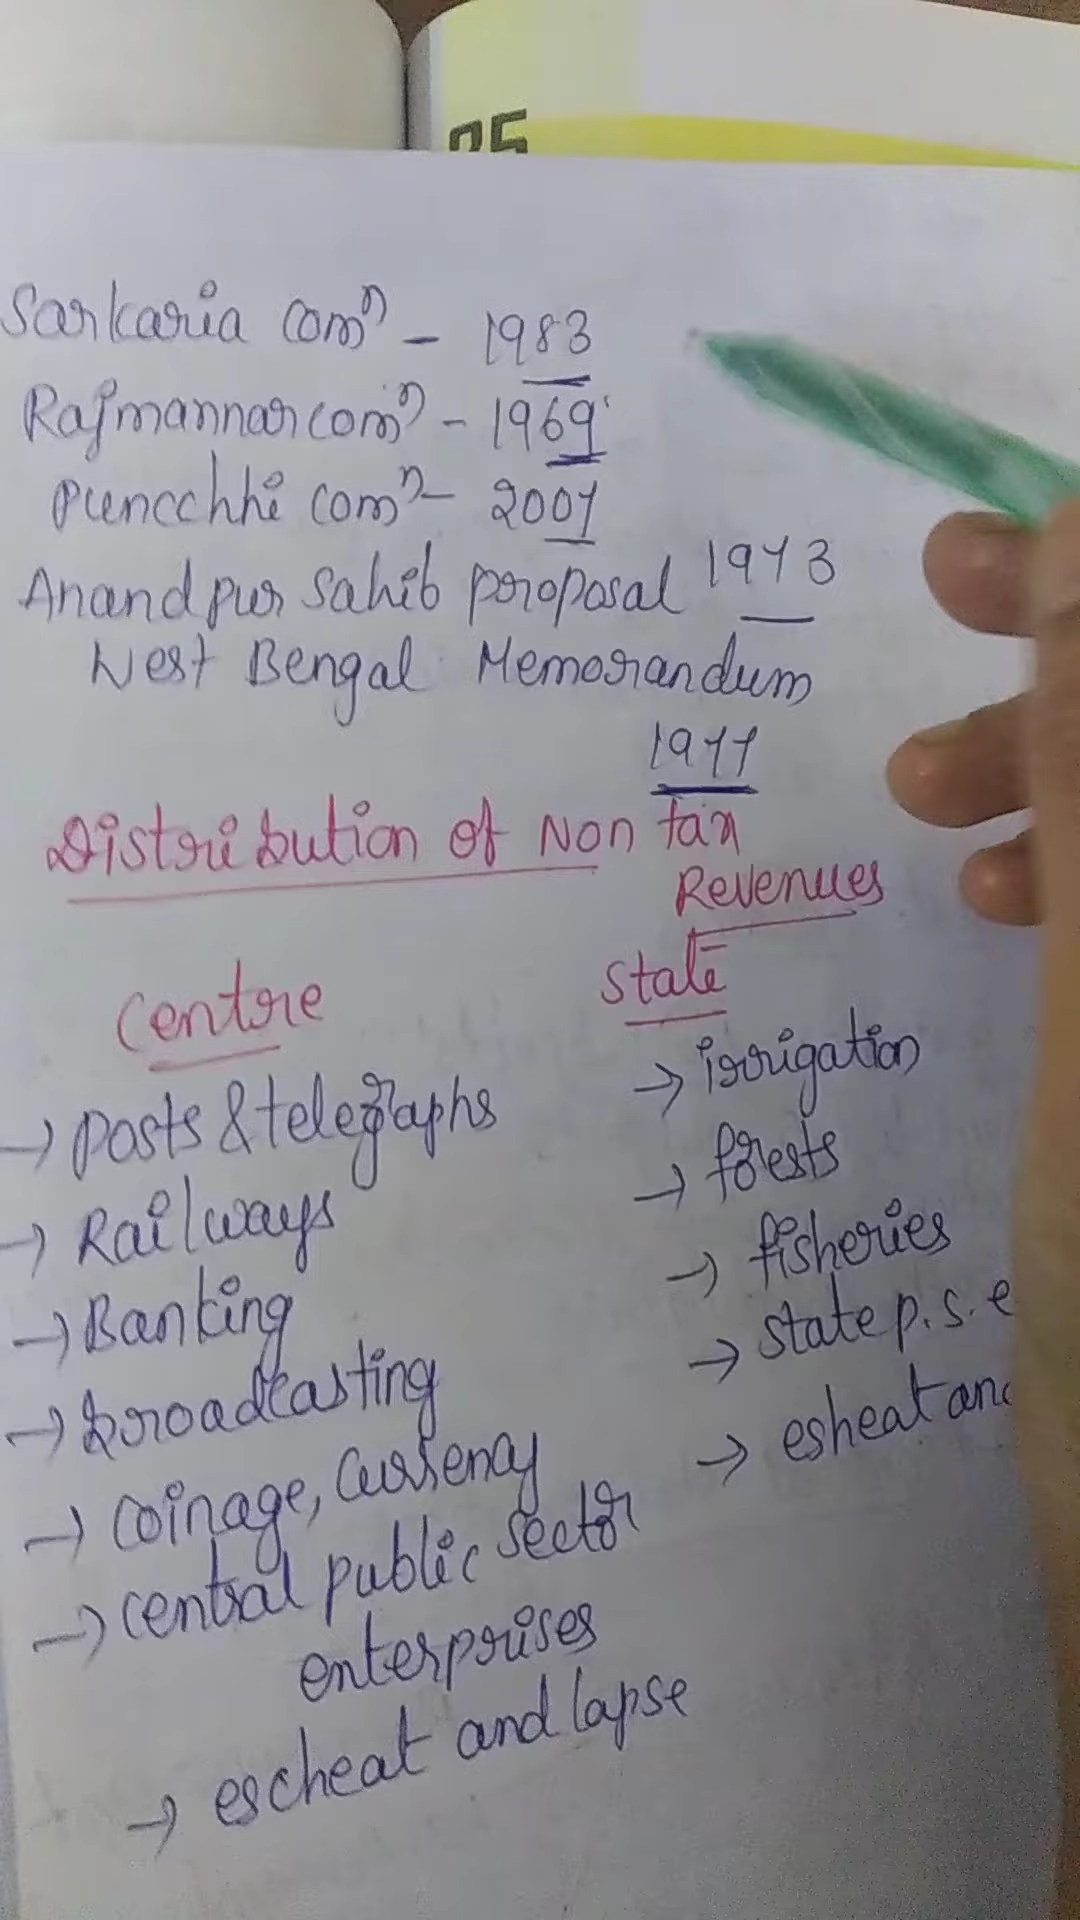 25
Sarkaria comⁿ - 1983
Rajmannar comⁿ - 1969
Puncchhi comⁿ - 2007
Anandpur Sahib proposal 1973
West Bengal Memorandum
1977
Distribution of Non tax
Revenues
Centre
→ posts & telegraphs
→ Railways
→ Banking
→ broadcasting
→ coinage, Currency
→ central public sector
enterprises
→ escheat and lapse
State
→ irrigation
→ forests
→ fisheries
→ state p.s.e
→ esheat and